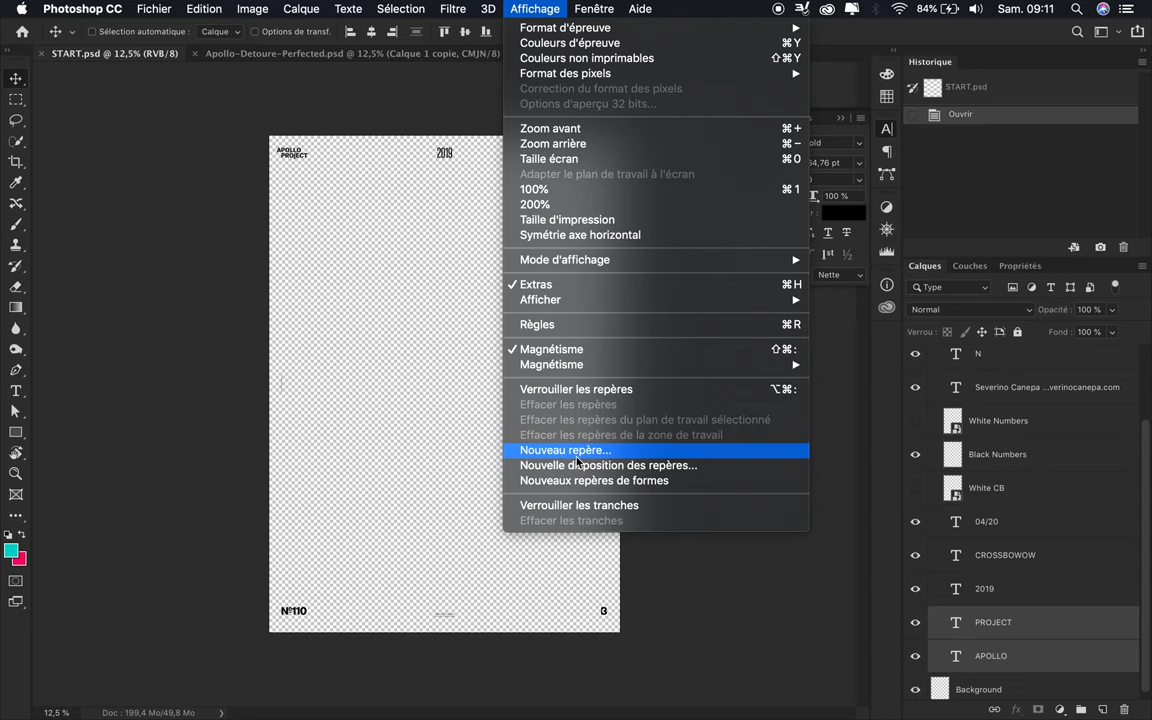 Photoshop CC Fichier Edition Image Calque Texte Sélection Filtre 3D Affichage Fenêtre Aide 84% Sam. 09:11
Sélection automatique : Calque Options de transf.
START.psd @ 12,5% (RVB/8) Apollo-Detoure-Perfected.psd @ 12,5% (Calque 1 copie, CMJN/8)
APOLLO
PROJECT
2019
Nº110
B
Format d'épreuve
Couleurs d'épreuve ⌘Y
Couleurs non imprimables ⇧⌘Y
Format des pixels
Correction du format des pixels
Options d'aperçu 32 bits...
Zoom avant ⌘+
Zoom arrière ⌘−
Taille écran ⌘0
Adapter le plan de travail à l'écran
100% ⌘1
200%
Taille d'impression
Symétrie axe horizontal
Mode d'affichage
✓ Extras ⌘H
Afficher
Règles ⌘R
✓ Magnétisme ⇧⌘:
Magnétisme
Verrouiller les repères ⌥⌘:
Effacer les repères
Effacer les repères du plan de travail sélectionné
Effacer les repères de la zone de travail
Nouveau repère...
Nouvelle disposition des repères...
Nouveaux repères de formes
Verrouiller les tranches
Effacer les tranches
old
64,76 pt
100 %
1st ½
Nette
Historique
START.psd
Ouvrir
Calques Couches Propriétés
Type
Normal Opacité : 100 %
Verrou : Fond : 100 %
N
Severino Canepa ...verinocanepa.com
White Numbers
Black Numbers
White CB
04/20
CROSSBOWOW
2019
PROJECT
APOLLO
Background
12,5 % Doc : 199,4 Mo/49,8 Mo